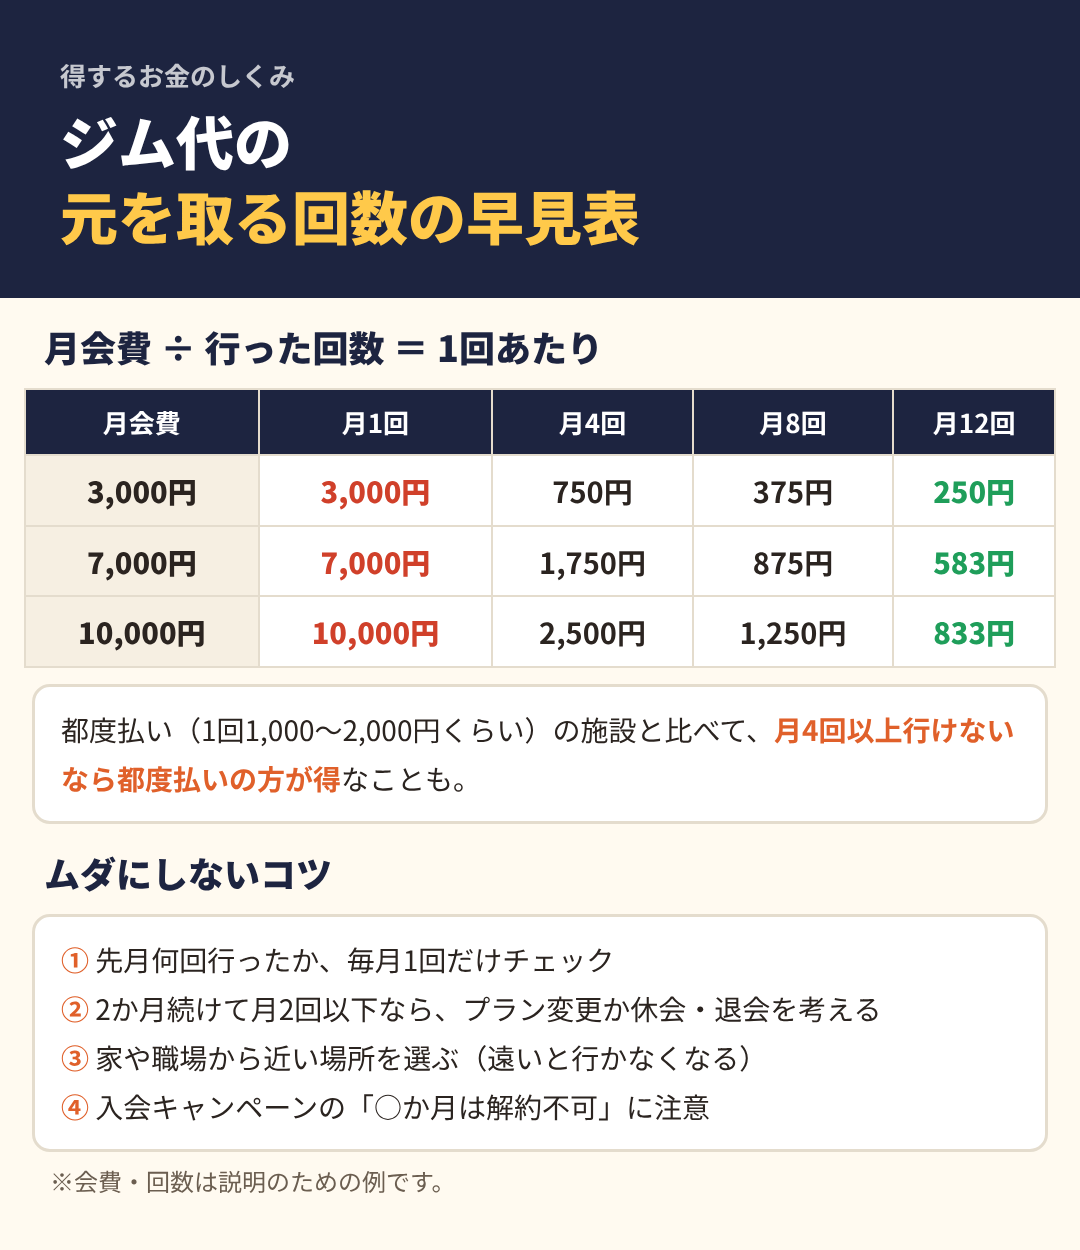 得するお金のしくみ
ジム代の
元を取る回数の早見表
月会費 ÷ 行った回数 ＝ 1回あたり
月会費 月1回 月4回 月8回 月12回
3,000円 3,000円 750円 375円 250円
7,000円 7,000円 1,750円 875円 583円
10,000円 10,000円 2,500円 1,250円 833円
都度払い（1回1,000〜2,000円くらい）の施設と比べて、月4回以上行けない
なら都度払いの方が得なことも。
ムダにしないコツ
① 先月何回行ったか、毎月1回だけチェック
② 2か月続けて月2回以下なら、プラン変更か休会・退会を考える
③ 家や職場から近い場所を選ぶ（遠いと行かなくなる）
④ 入会キャンペーンの「◯か月は解約不可」に注意
※会費・回数は説明のための例です。